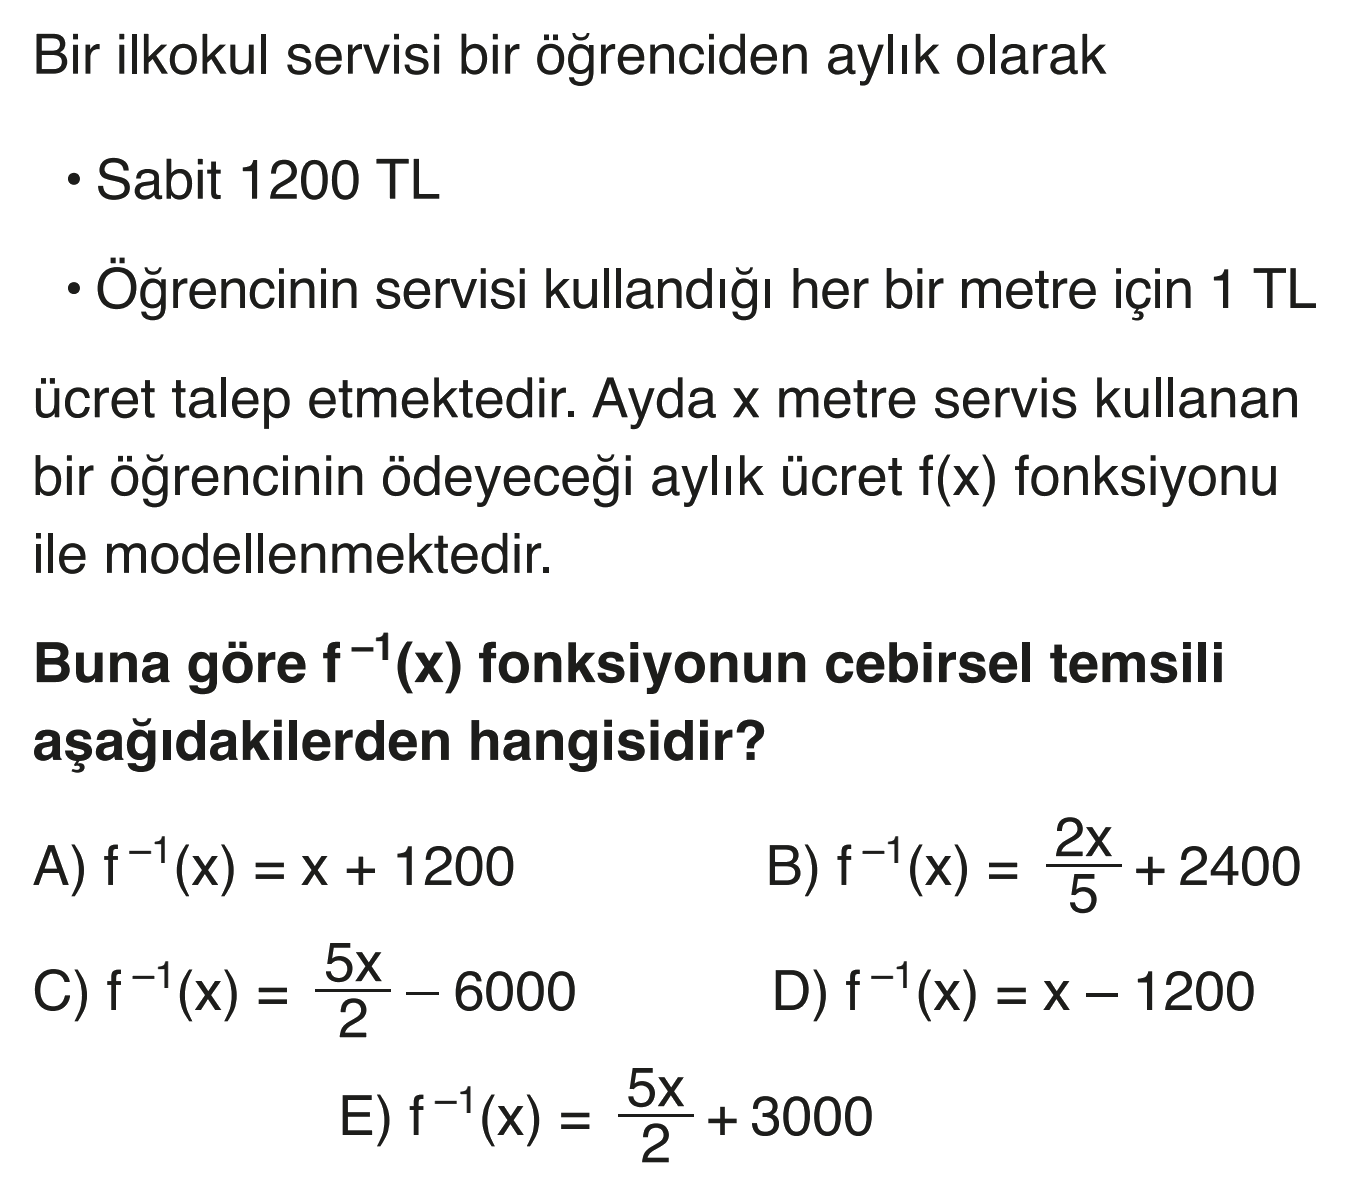 Bir ilkokul servisi bir öğrenciden aylık olarak
• Sabit 1200 TL
• Öğrencinin servisi kullandığı her bir metre için 1 TL
ücret talep etmektedir. Ayda x metre servis kullanan
bir öğrencinin ödeyeceği aylık ücret f(x) fonksiyonu
ile modellenmektedir.
Buna göre f⁻¹(x) fonksiyonun cebirsel temsili
aşağıdakilerden hangisidir?
A) f⁻¹(x) = x + 1200 B) f⁻¹(x) = 2x/5 + 2400
C) f⁻¹(x) = 5x/2 – 6000 D) f⁻¹(x) = x – 1200
E) f⁻¹(x) = 5x/2 + 3000